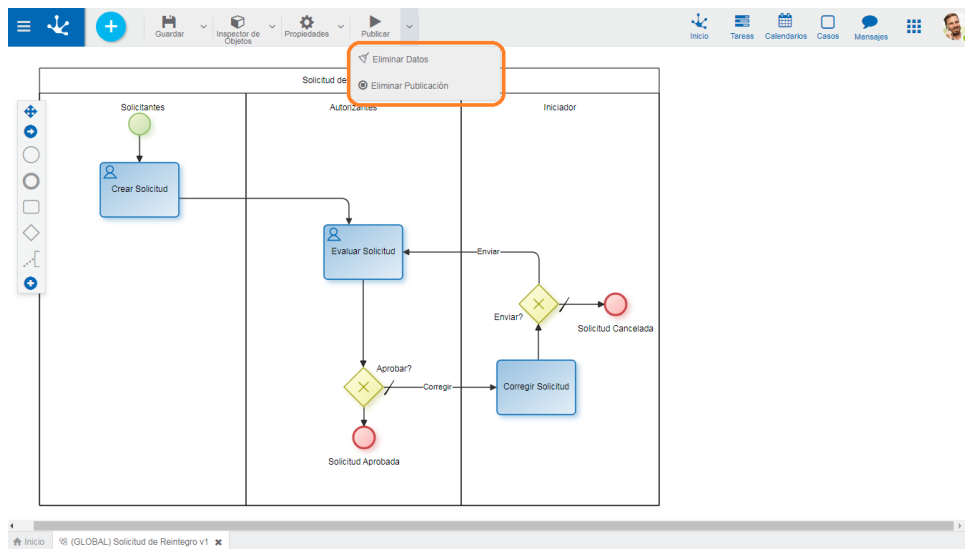 Guardar
Inspector de
Objetos
Propiedades
Publicar
Inicio
Tareas
Calendarios
Casos
Mensajes
Eliminar Datos
Eliminar Publicación
Solicitud de
Solicitantes
Autorizantes
Iniciador
Crear Solicitud
Evaluar Solicitud
Enviar
Enviar?
Solicitud Cancelada
Aprobar?
Corregir
Corregir Solicitud
Solicitud Aprobada
Inicio
(GLOBAL) Solicitud de Reintegro v1